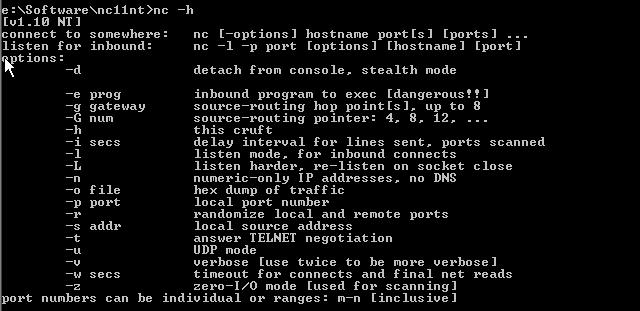 e:\Software\nc11nt>nc -h
[v1.10 NT]
connect to somewhere:   nc [-options] hostname port[s] [ports] ...
listen for inbound:     nc -l -p port [options] [hostname] [port]
options:
        -d              detach from console, stealth mode
        -e prog         inbound program to exec [dangerous!!]
        -g gateway      source-routing hop point[s], up to 8
        -G num          source-routing pointer: 4, 8, 12, ...
        -h              this cruft
        -i secs         delay interval for lines sent, ports scanned
        -l              listen mode, for inbound connects
        -L              listen harder, re-listen on socket close
        -n              numeric-only IP addresses, no DNS
        -o file         hex dump of traffic
        -p port         local port number
        -r              randomize local and remote ports
        -s addr         local source address
        -t              answer TELNET negotiation
        -u              UDP mode
        -v              verbose [use twice to be more verbose]
        -w secs         timeout for connects and final net reads
        -z              zero-I/O mode [used for scanning]
port numbers can be individual or ranges: m-n [inclusive]